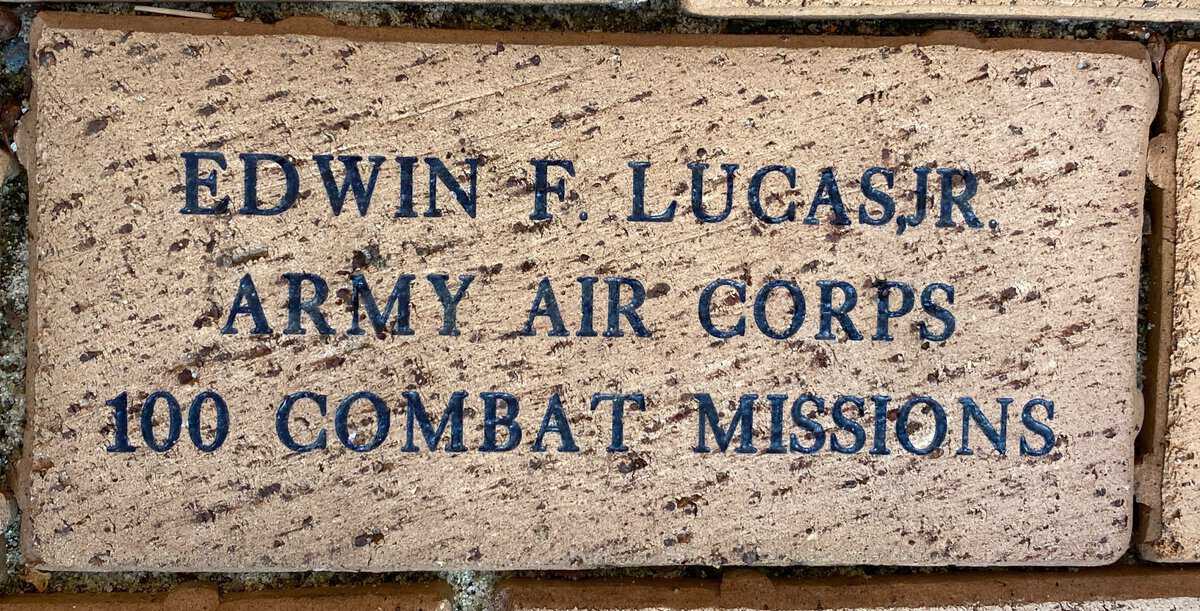 EDWIN F. LUCAS,JR.
ARMY AIR CORPS
100 COMBAT MISSIONS